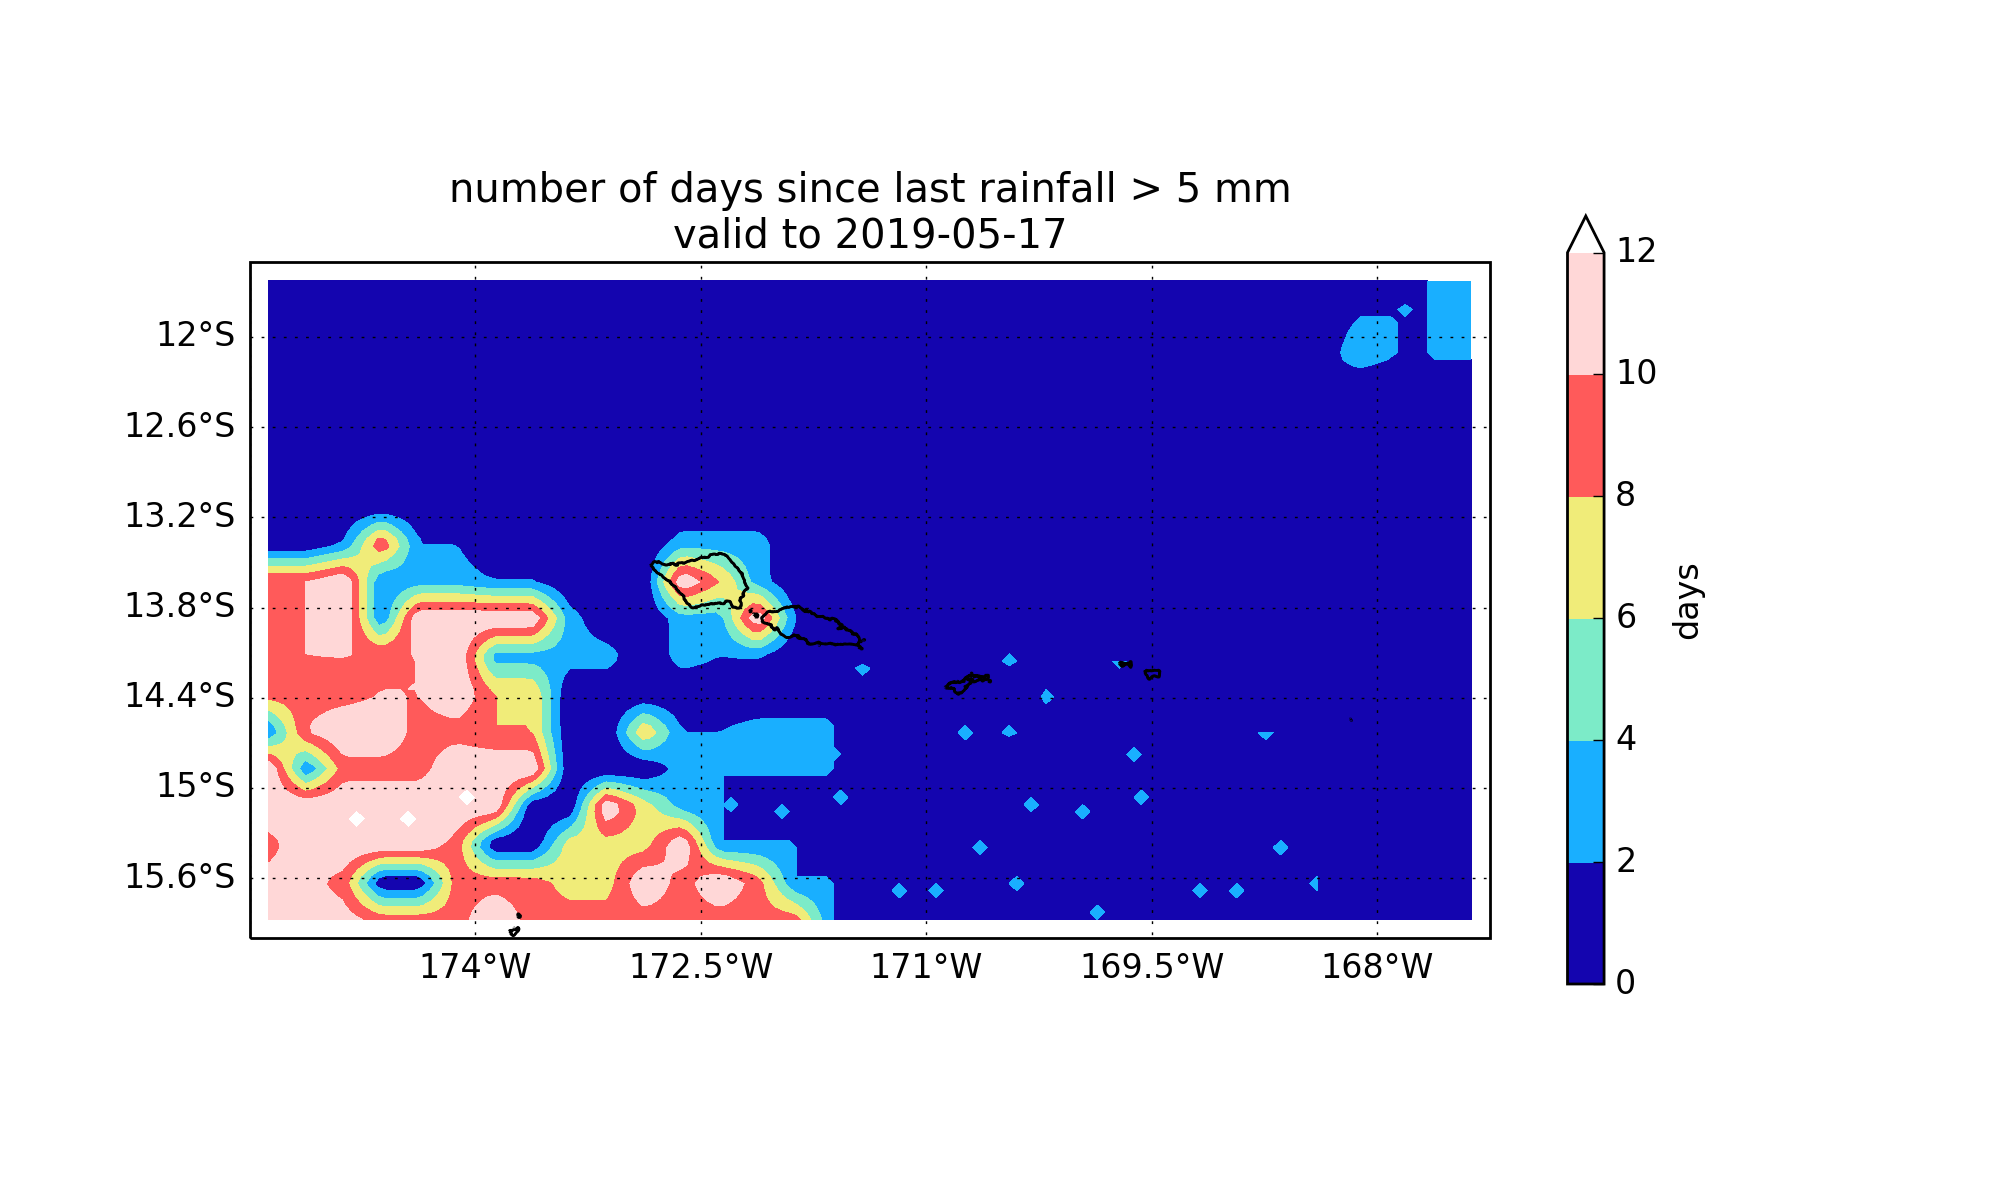 number of days since last rainfall > 5 mm
valid to 2019-05-17
12°S
12.6°S
13.2°S
13.8°S
14.4°S
15°S
15.6°S
174°W
172.5°W
171°W
169.5°W
168°W
12
10
8
6
4
2
0
days